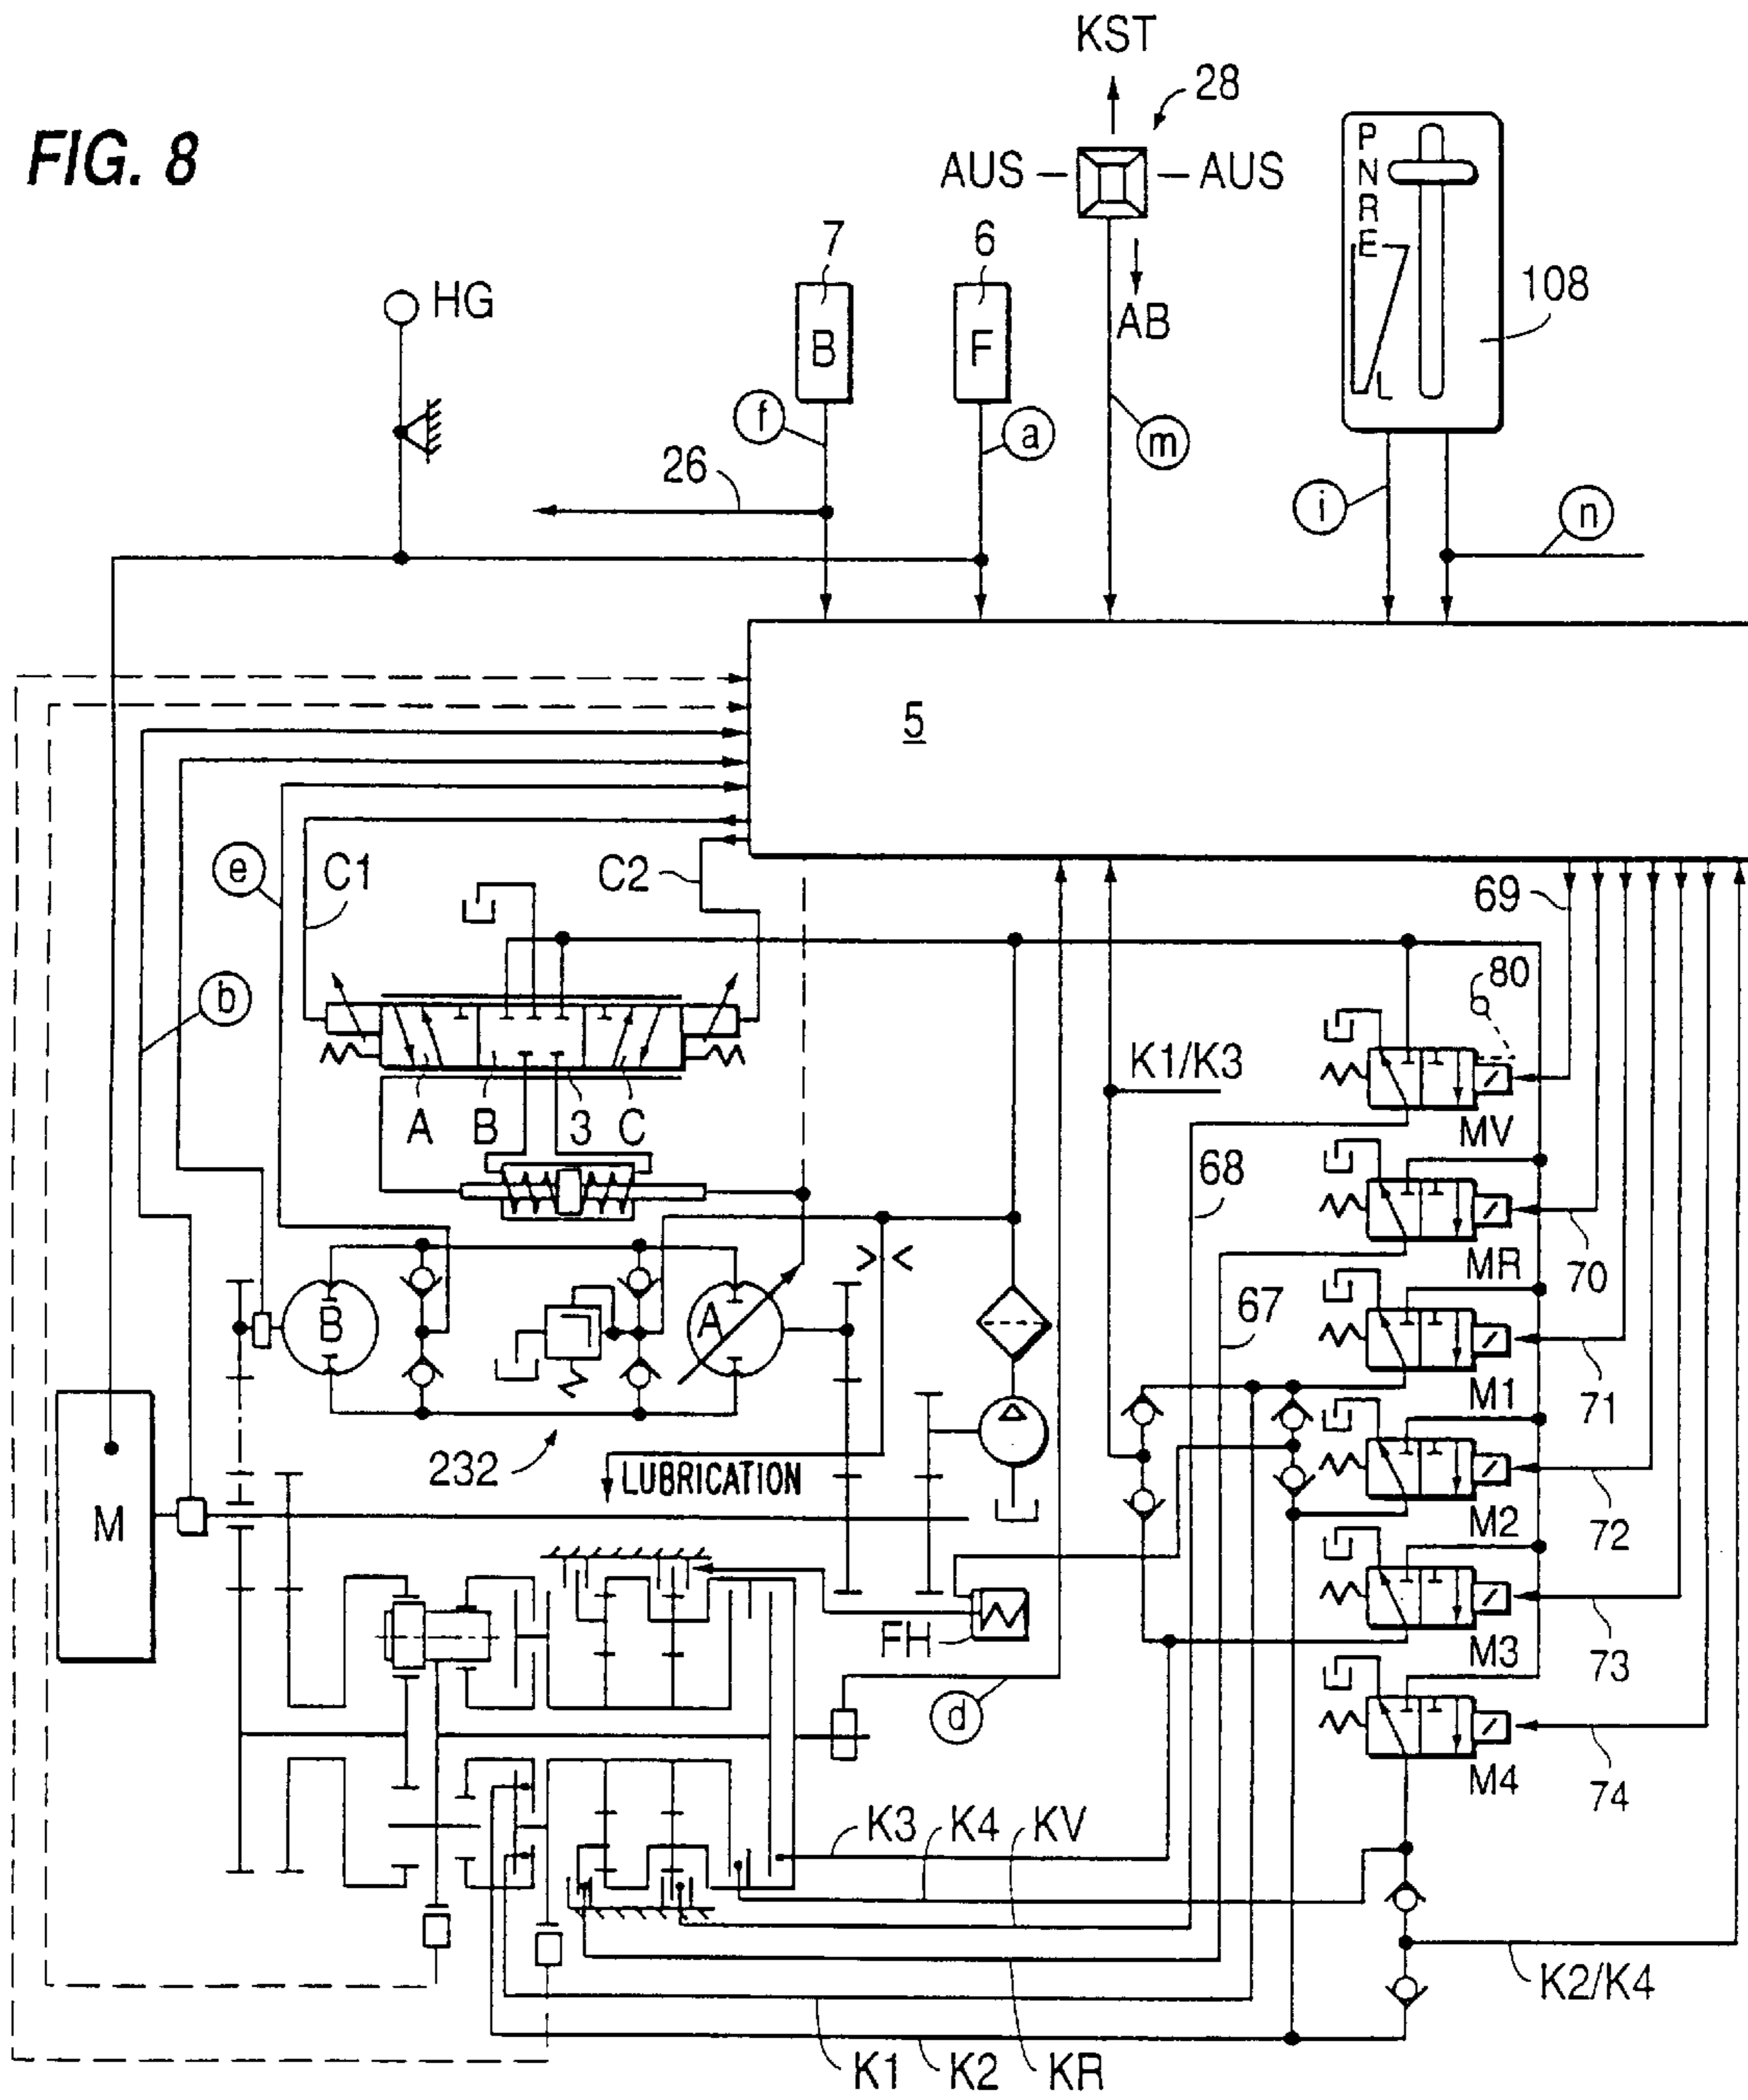 KST
28
FIG. 8
AUS
AUS
P
N
R
E
L
108
7
6
HG
AB
B
F
f
a
m
26
i
n
5
e
C1
C2
69
b
80
K1/K3
A
B
3
C
MV
68
MR
70
B
A
67
M1
71
232
LUBRICATION
M
M2
72
FH
M3
73
d
M4
74
K3
K4
KV
K2/K4
K1
K2
KR